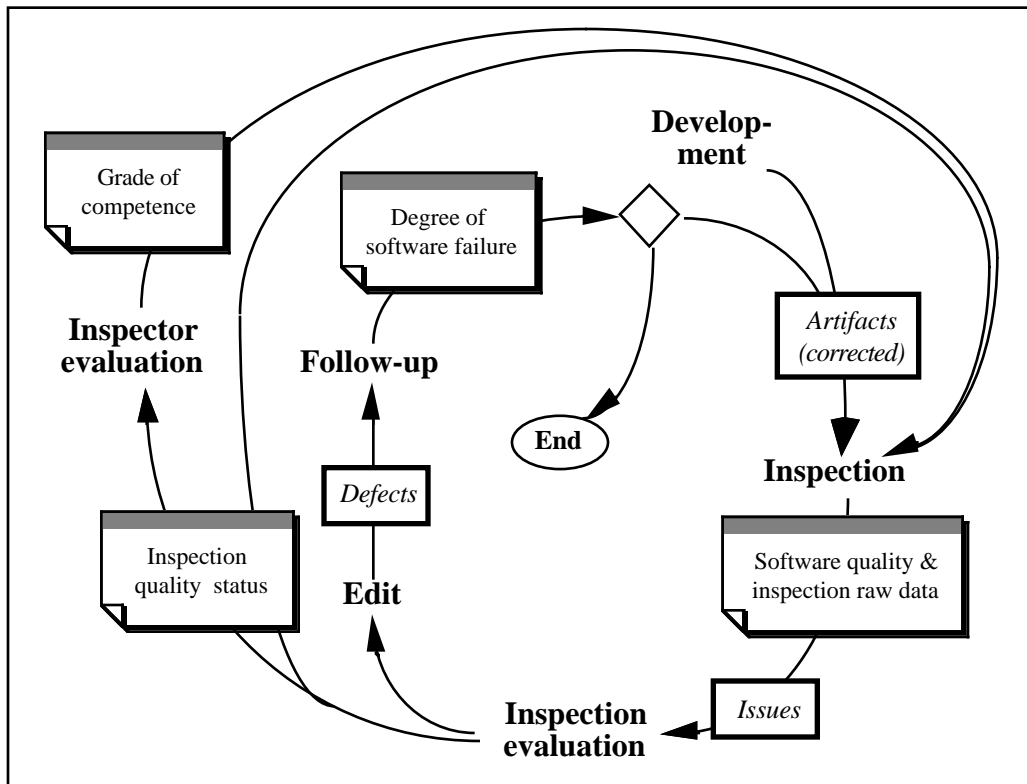 Develop-
ment
Grade of
competence
Degree of
software failure
Artifacts
(corrected)
Inspector
evaluation
Follow-up
End
Inspection
Defects
Inspection
quality status
Edit
Software quality &
inspection raw data
Issues
Inspection
evaluation